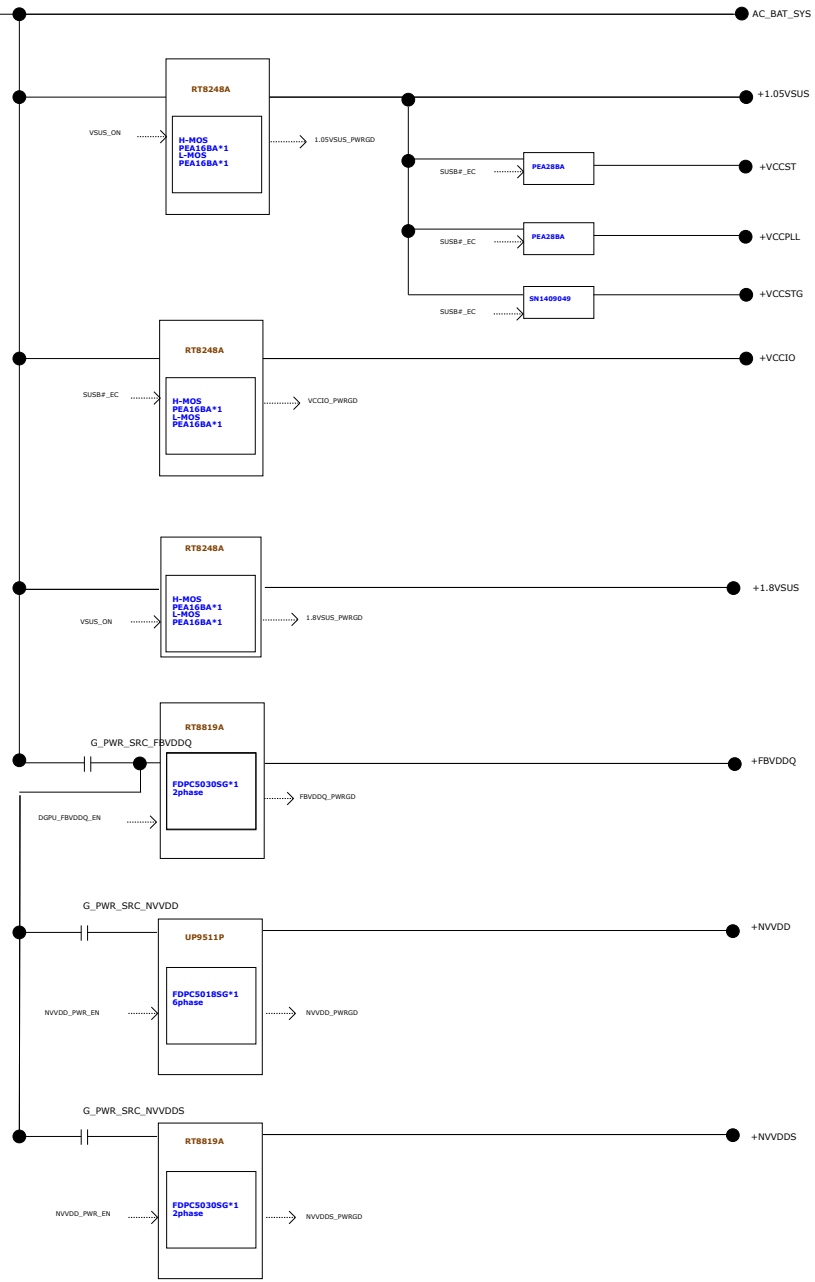 AC_BAT_SYS
RT8248A
+1.05VSUS
VSUS_ON
H-MOS
PEA16BA*1
L-MOS
PEA16BA*1
1.05VSUS_PWRGD
SUSB#_EC
PEA28BA
+VCCST
SUSB#_EC
PEA28BA
+VCCPLL
SUSB#_EC
SN1409049
+VCCSTG
RT8248A
+VCCIO
SUSB#_EC
H-MOS
PEA16BA*1
L-MOS
PEA16BA*1
VCCIO_PWRGD
RT8248A
+1.8VSUS
VSUS_ON
H-MOS
PEA16BA*1
L-MOS
PEA16BA*1
1.8VSUS_PWRGD
RT8819A
G_PWR_SRC_FBVDDQ
+FBVDDQ
FDPC5030SG*1
2phase
FBVDDQ_PWRGD
DGPU_FBVDDQ_EN
G_PWR_SRC_NVVDD
UP9511P
+NVVDD
FDPC5018SG*1
6phase
NVVDD_PWR_EN
NVVDD_PWRGD
G_PWR_SRC_NVVDDS
RT8819A
+NVVDDS
FDPC5030SG*1
2phase
NVVDD_PWR_EN
NVVDDS_PWRGD